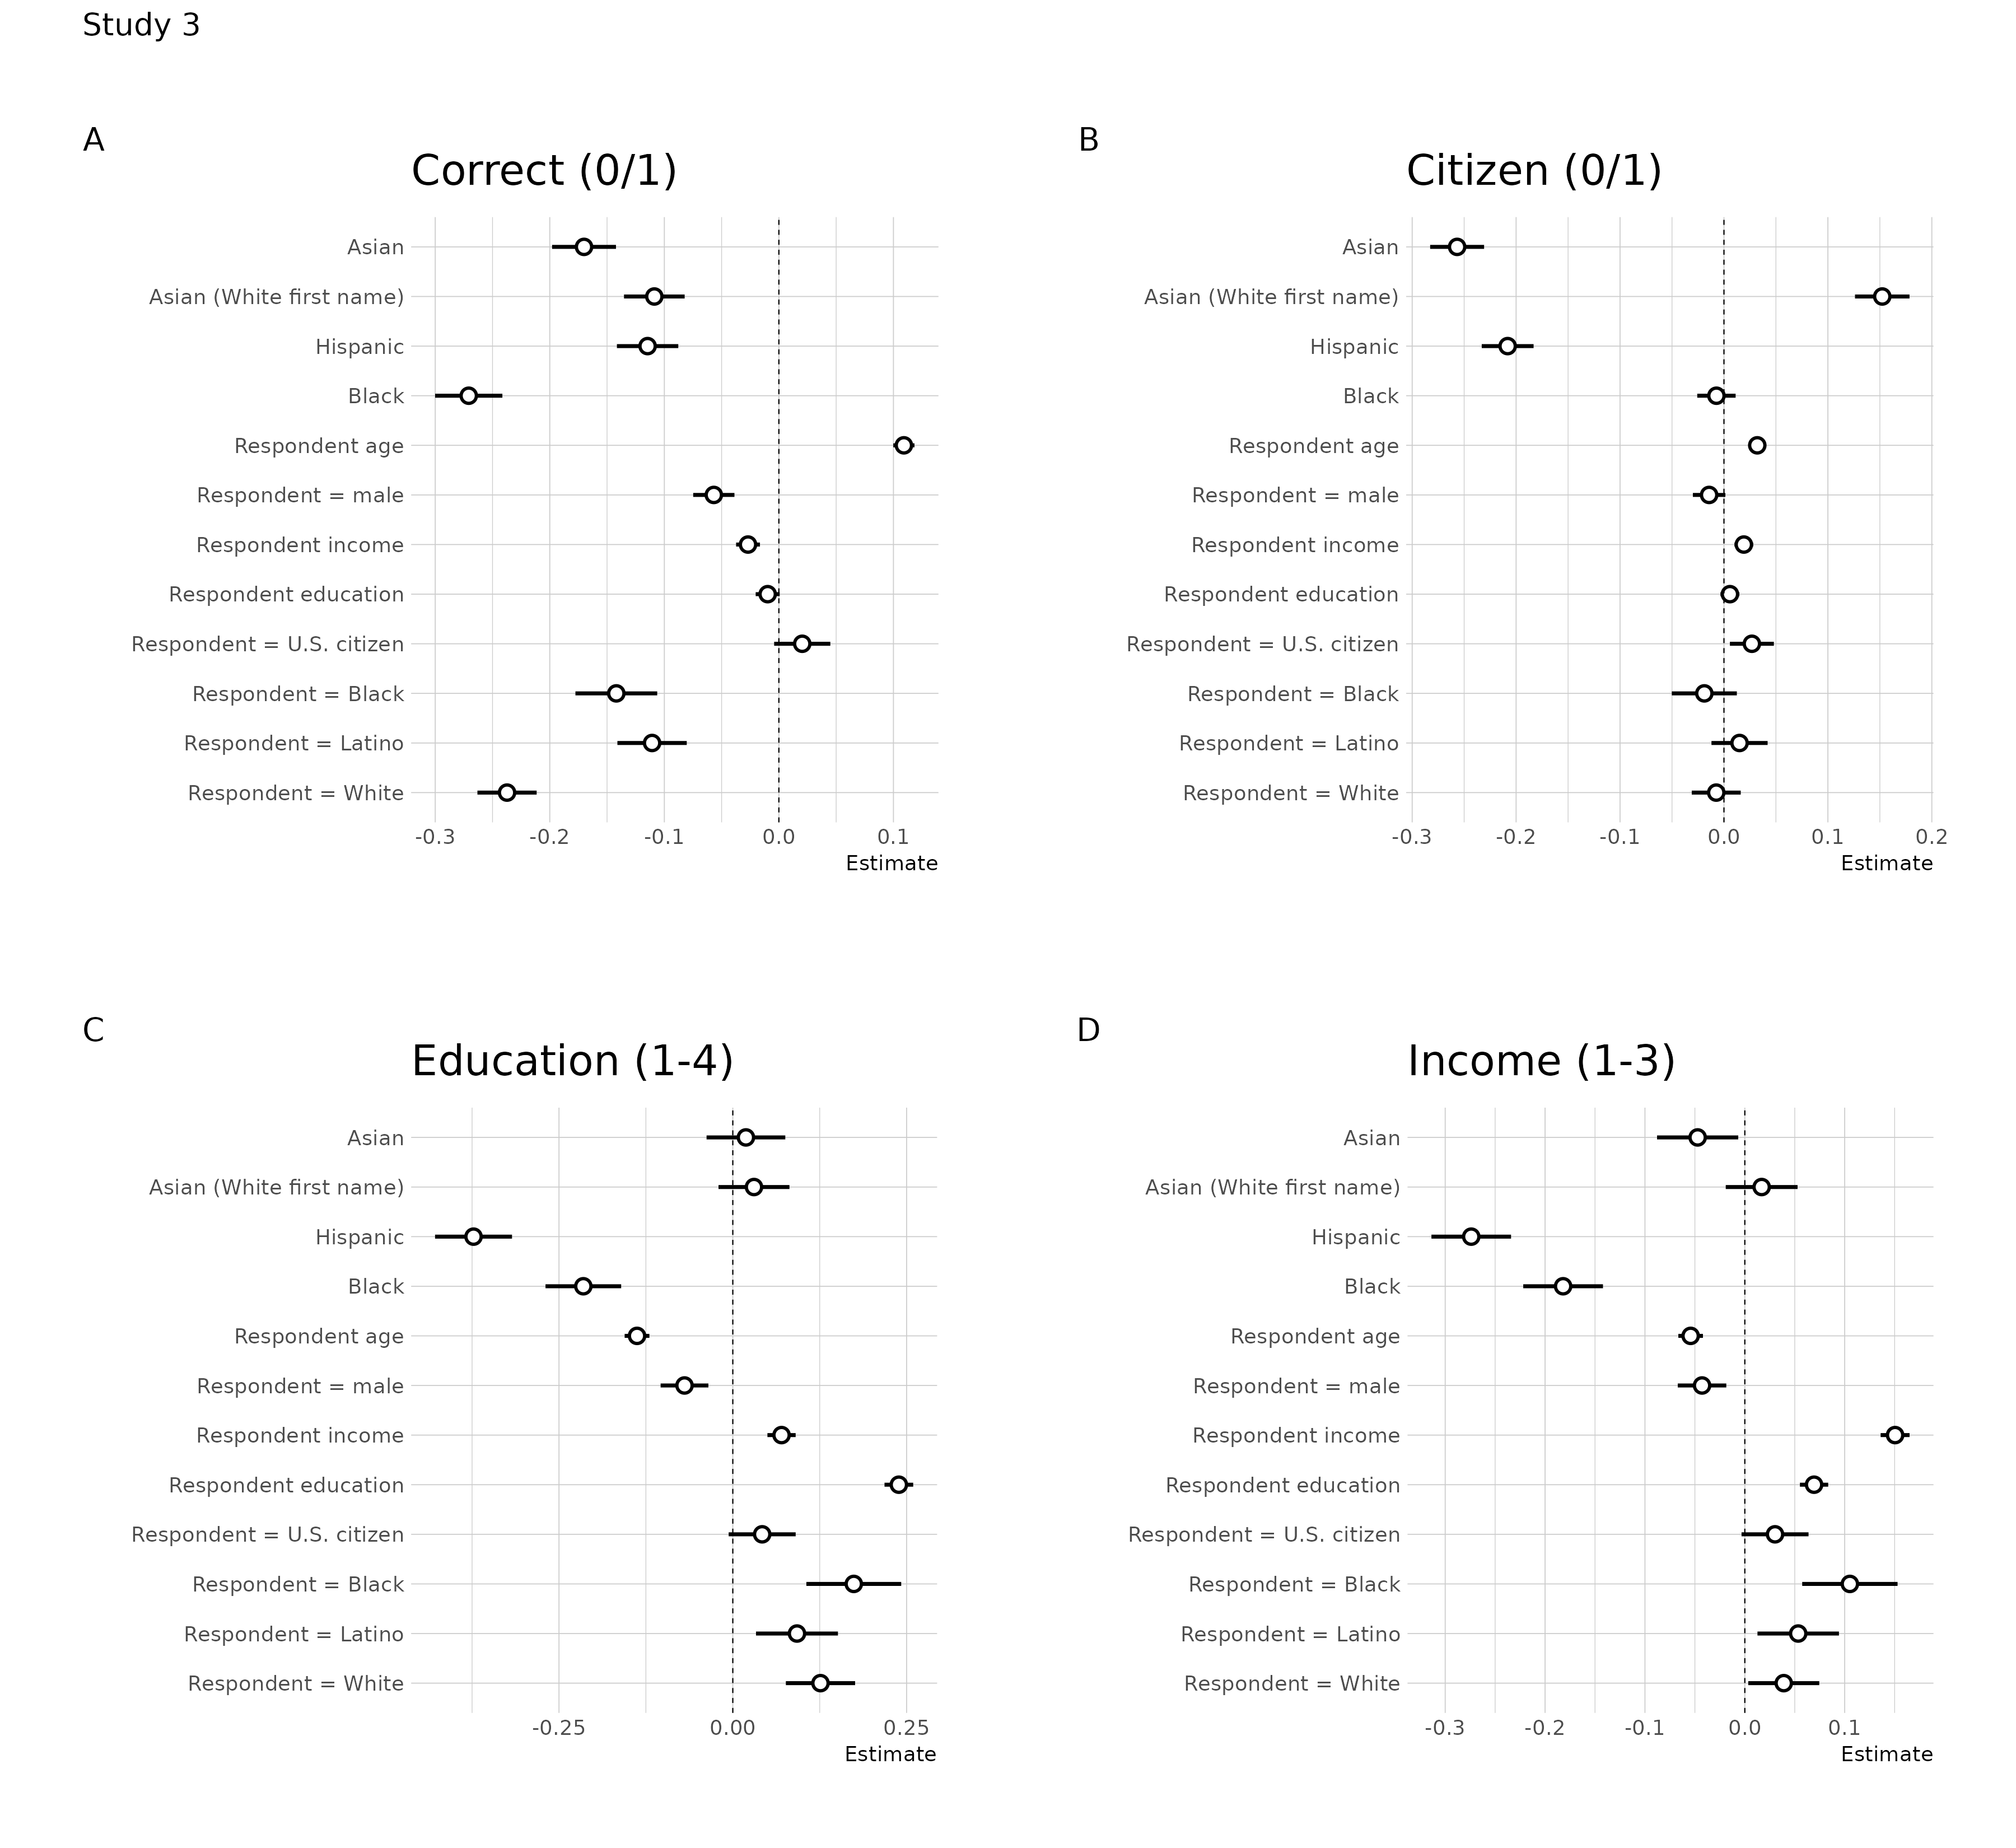 Study 3
A
Correct (0/1)
Asian
Asian (White first name)
Hispanic
Black
Respondent age
Respondent = male
Respondent income
Respondent education
Respondent = U.S. citizen
Respondent = Black
Respondent = Latino
Respondent = White
-0.3 -0.2 -0.1 0.0 0.1
Estimate
B
Citizen (0/1)
Asian
Asian (White first name)
Hispanic
Black
Respondent age
Respondent = male
Respondent income
Respondent education
Respondent = U.S. citizen
Respondent = Black
Respondent = Latino
Respondent = White
-0.3 -0.2 -0.1 0.0 0.1 0.2
Estimate
C
Education (1-4)
Asian
Asian (White first name)
Hispanic
Black
Respondent age
Respondent = male
Respondent income
Respondent education
Respondent = U.S. citizen
Respondent = Black
Respondent = Latino
Respondent = White
-0.25 0.00 0.25
Estimate
D
Income (1-3)
Asian
Asian (White first name)
Hispanic
Black
Respondent age
Respondent = male
Respondent income
Respondent education
Respondent = U.S. citizen
Respondent = Black
Respondent = Latino
Respondent = White
-0.3 -0.2 -0.1 0.0 0.1
Estimate